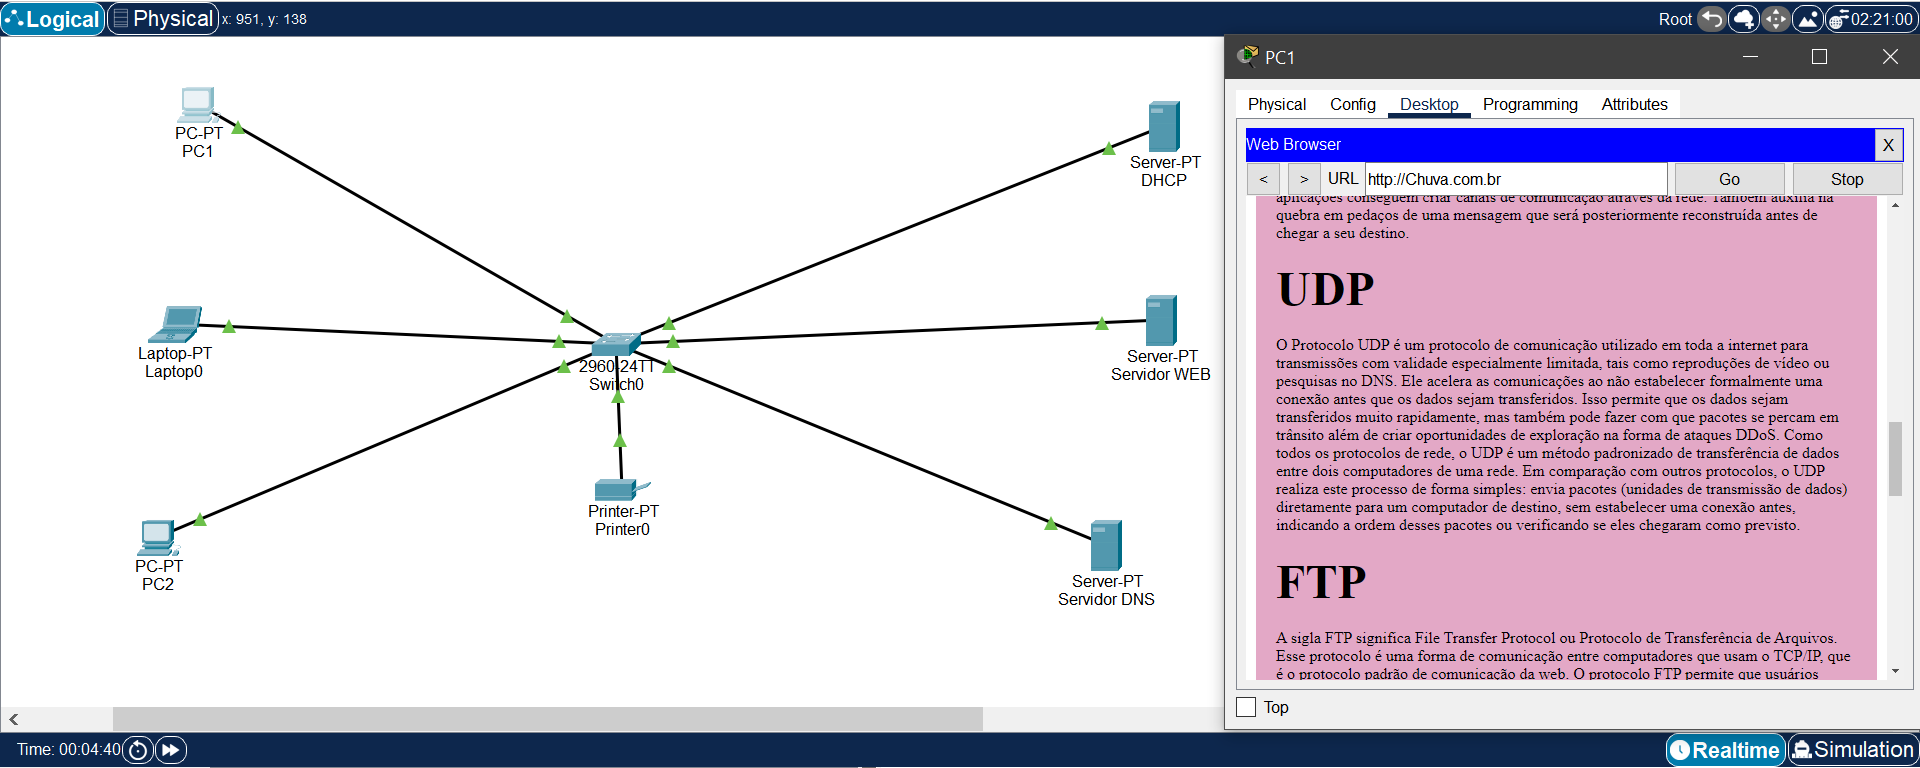 Logical
Physical
x: 951, y: 138
Root
02:21:00
PC-PT
PC1
Server-PT
DHCP
Laptop-PT
Laptop0
2960-24TT
Switch0
Server-PT
Servidor WEB
Printer-PT
Printer0
PC-PT
PC2
Server-PT
Servidor DNS
PC1
Physical Config Desktop Programming Attributes
Web Browser X
< > URL http://Chuva.com.br Go Stop
aplicações conseguem criar canais de comunicação através da rede. Também auxilia na
quebra em pedaços de uma mensagem que será posteriormente reconstruída antes de
chegar a seu destino.
UDP
O Protocolo UDP é um protocolo de comunicação utilizado em toda a internet para
transmissões com validade especialmente limitada, tais como reproduções de vídeo ou
pesquisas no DNS. Ele acelera as comunicações ao não estabelecer formalmente uma
conexão antes que os dados sejam transferidos. Isso permite que os dados sejam
transferidos muito rapidamente, mas também pode fazer com que pacotes se percam em
trânsito além de criar oportunidades de exploração na forma de ataques DDoS. Como
todos os protocolos de rede, o UDP é um método padronizado de transferência de dados
entre dois computadores de uma rede. Em comparação com outros protocolos, o UDP
realiza este processo de forma simples: envia pacotes (unidades de transmissão de dados)
diretamente para um computador de destino, sem estabelecer uma conexão antes,
indicando a ordem desses pacotes ou verificando se eles chegaram como previsto.
FTP
A sigla FTP significa File Transfer Protocol ou Protocolo de Transferência de Arquivos.
Esse protocolo é uma forma de comunicação entre computadores que usam o TCP/IP, que
é o protocolo padrão de comunicação da web. O protocolo FTP permite que usuários
Top
Time: 00:04:40
Realtime
Simulation